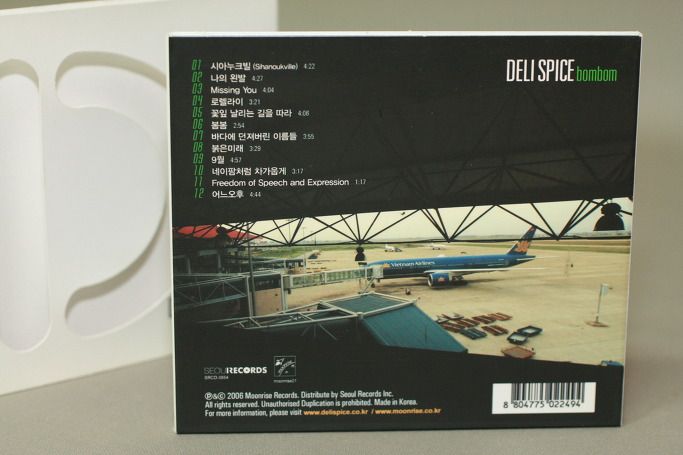 DELI SPICE bombom
01 시아누크빌 (Sihanoukville) 4:22
02 나의 왼발 4:27
03 Missing You 4:04
04 로렐라이 3:21
05 꽃잎 날리는 길을 따라 4:06
06 봄봄 2:54
07 바다에 던져버린 이름들 3:55
08 붉은미래 3:29
09 9월 4:57
10 네이팜처럼 차가웁게 3:17
11 Freedom of Speech and Expression 1:17
12 어느오후 4:44
Vietnam Airlines
SEOULRECORDS
SRCD-3854
moonrise21
℗&© 2006 Moonrise Records. Distribute by Seoul Records Inc.
All rights reserved. Unauthorised Duplication is prohibited. Made in Korea.
For more information, please visit www.delispice.co.kr / www.moonrise.co.kr
8 804775 022494